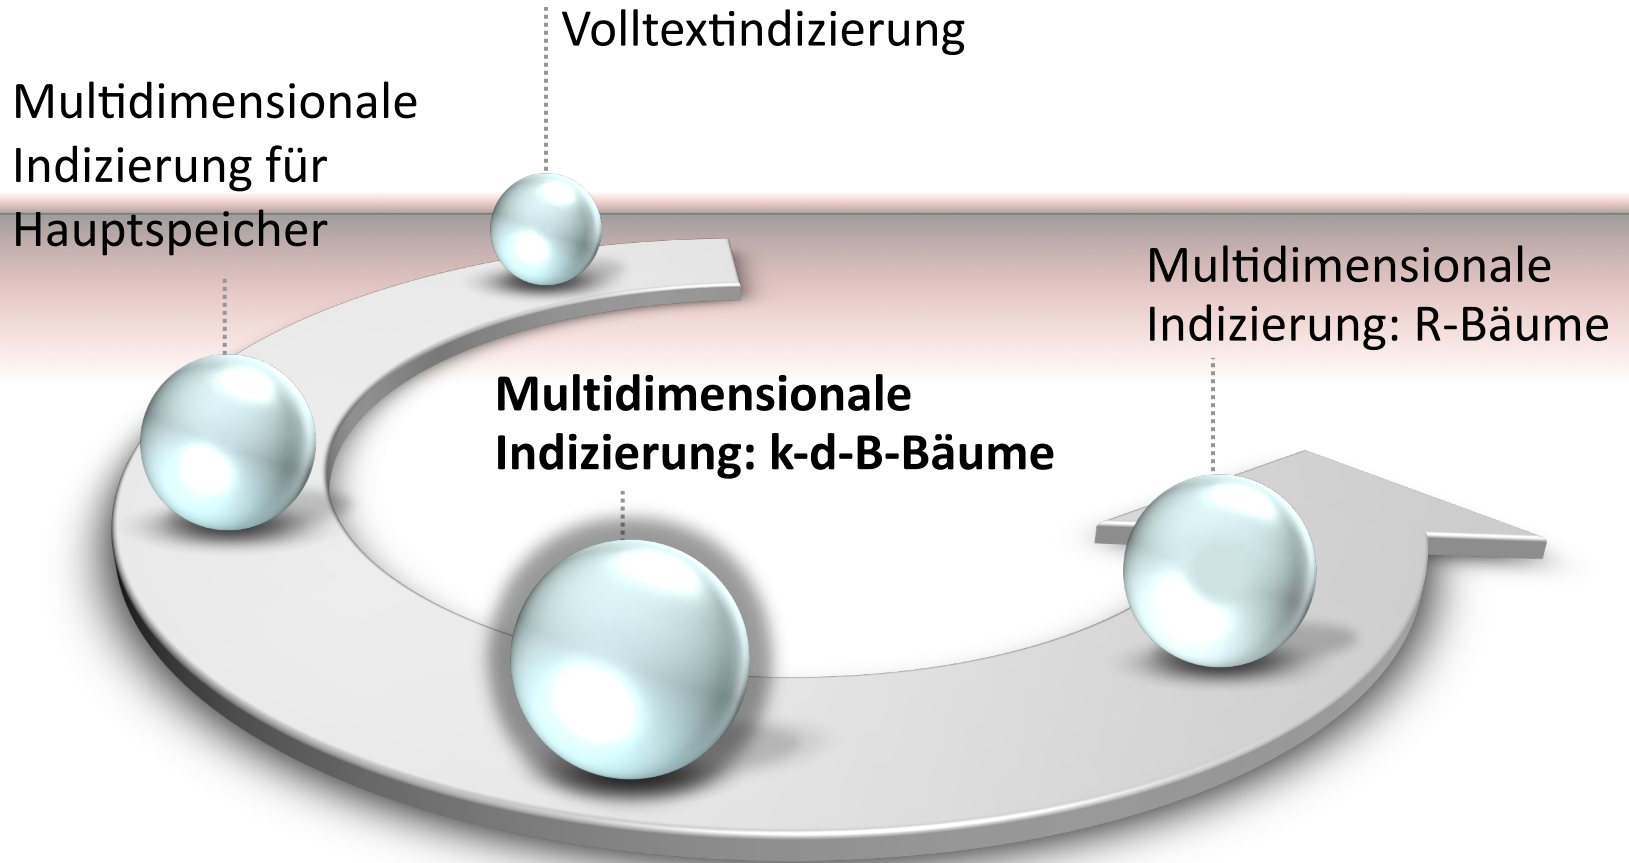 Volltextindizierung
Multidimensionale
Indizierung für
Hauptspeicher
Multidimensionale
Indizierung: k-d-B-Bäume
Multidimensionale
Indizierung: R-Bäume